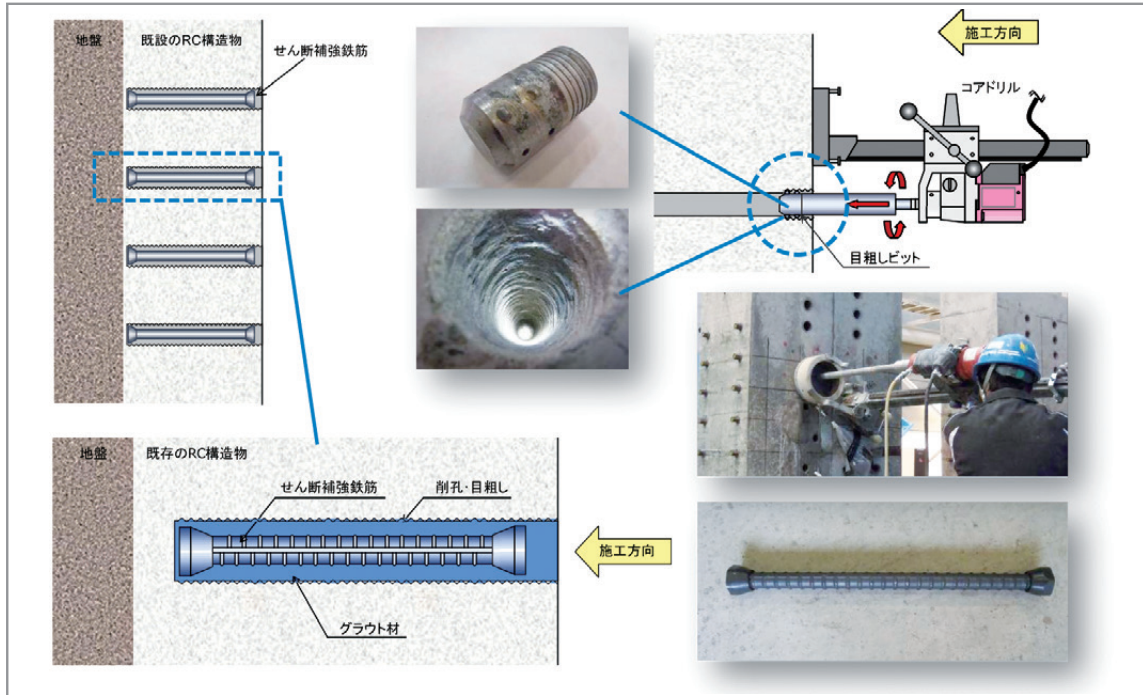 地盤
既設のRC構造物
せん断補強鉄筋
施工方向
コアドリル
目粗しビット
地盤
既存のRC構造物
せん断補強鉄筋
削孔・目粗し
グラウト材
施工方向